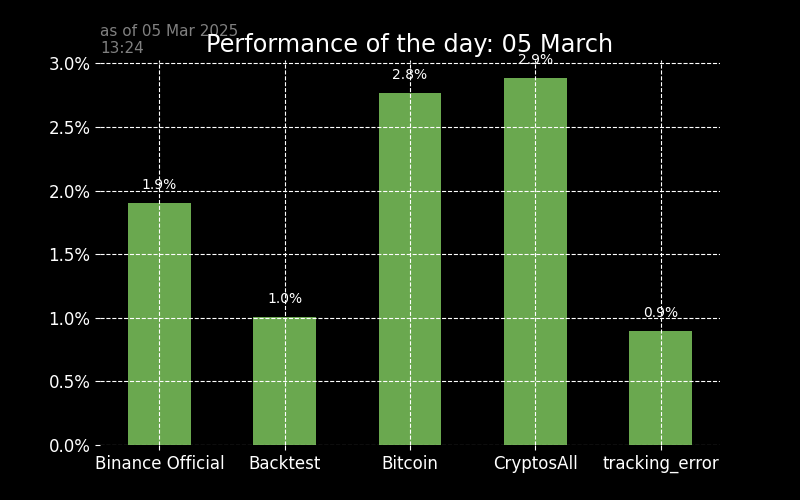 as of 05 Mar 2025
13:24
Performance of the day: 05 March
3.0%
2.5%
2.0%
1.5%
1.0%
0.5%
0.0%
1.9%
1.0%
2.8%
2.9%
0.9%
Binance Official
Backtest
Bitcoin
CryptosAll
tracking_error